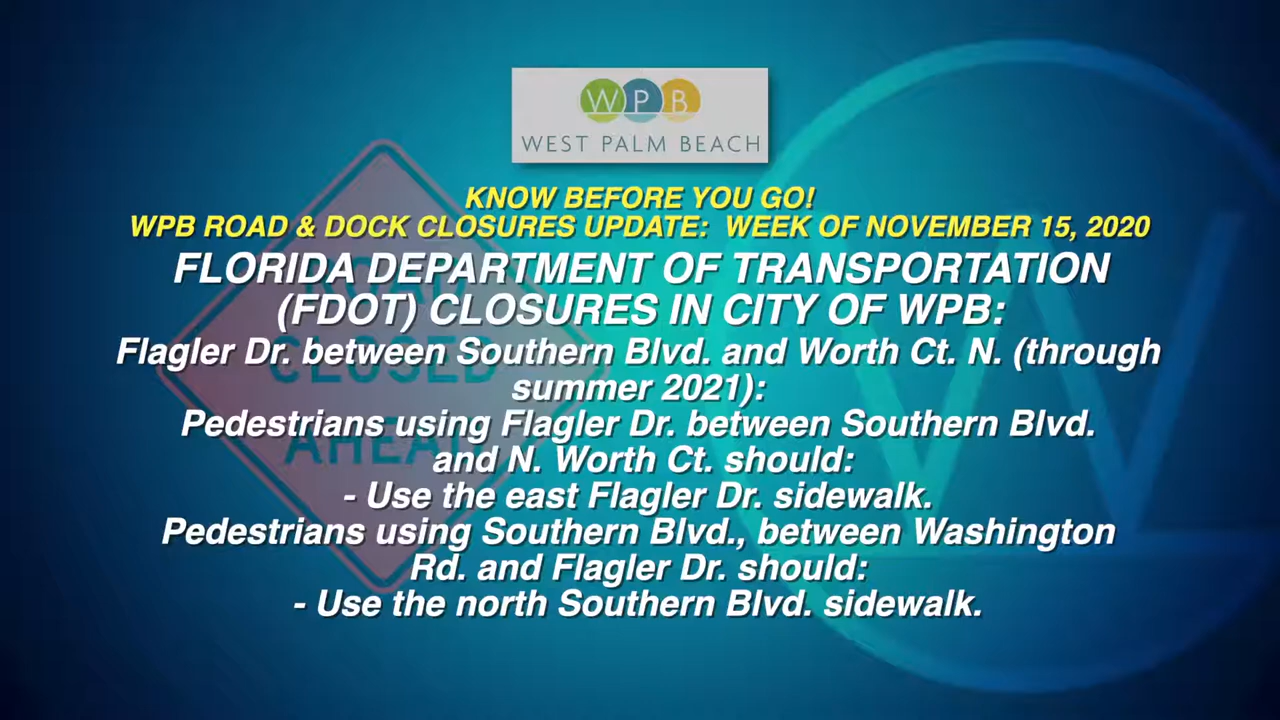 WPB
WEST PALM BEACH
KNOW BEFORE YOU GO!
WPB ROAD & DOCK CLOSURES UPDATE: WEEK OF NOVEMBER 15, 2020
FLORIDA DEPARTMENT OF TRANSPORTATION
(FDOT) CLOSURES IN CITY OF WPB:
Flagler Dr. between Southern Blvd. and Worth Ct. N. (through
summer 2021):
Pedestrians using Flagler Dr. between Southern Blvd.
and N. Worth Ct. should:
- Use the east Flagler Dr. sidewalk.
Pedestrians using Southern Blvd., between Washington
Rd. and Flagler Dr. should:
- Use the north Southern Blvd. sidewalk.
CLOSED
AHEAD